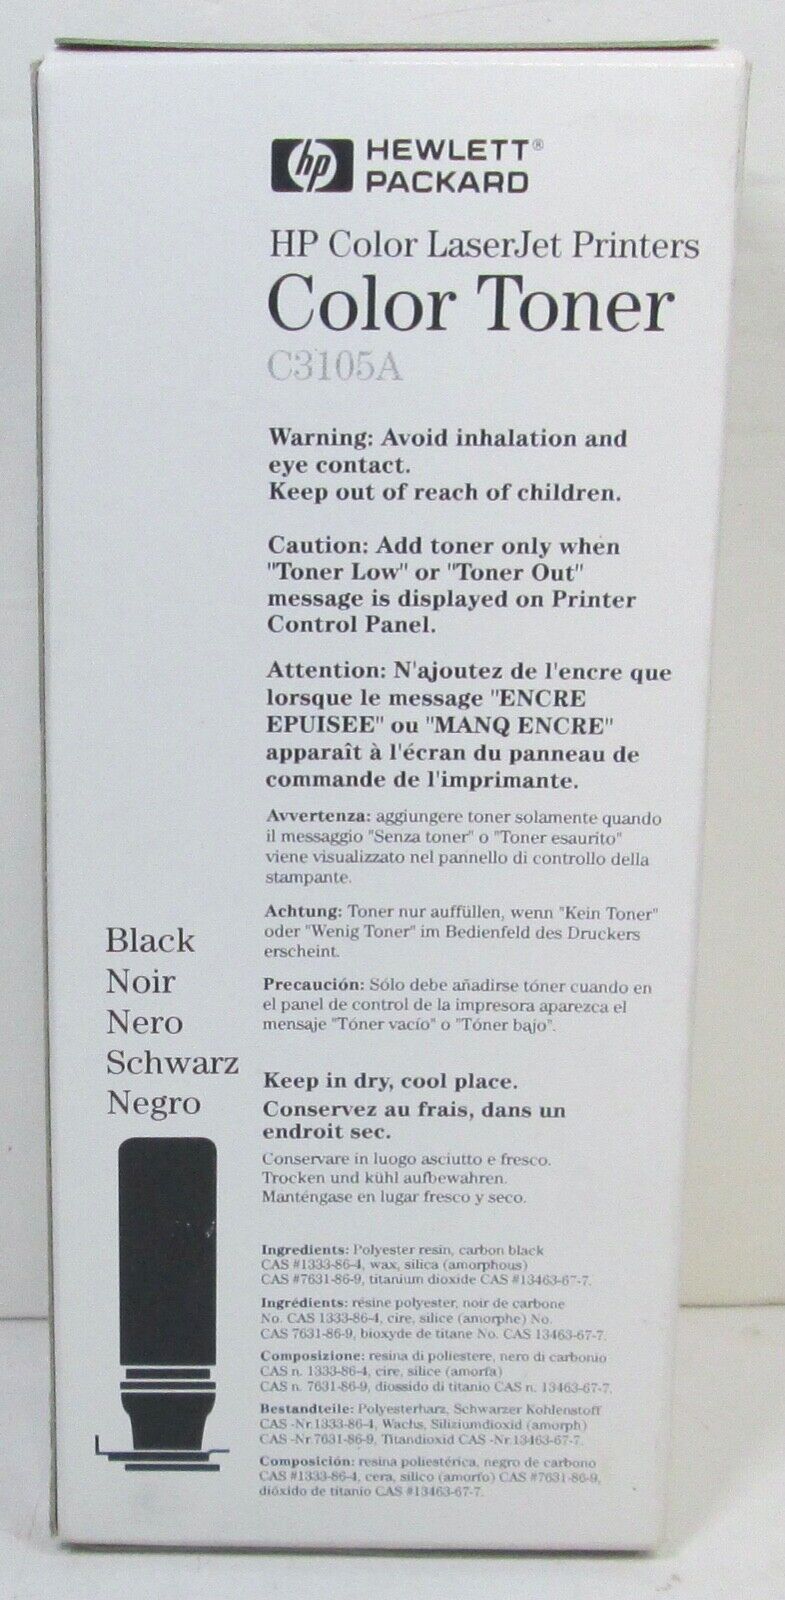 hp HEWLETT®
PACKARD
HP Color LaserJet Printers
Color Toner
C3105A
Warning: Avoid inhalation and
eye contact.
Keep out of reach of children.
Caution: Add toner only when
"Toner Low" or "Toner Out"
message is displayed on Printer
Control Panel.
Attention: N'ajoutez de l'encre que
lorsque le message "ENCRE
EPUISEE" ou "MANQ ENCRE"
apparaît à l'écran du panneau de
commande de l'imprimante.
Avvertenza: aggiungere toner solamente quando
il messaggio "Senza toner" o "Toner esaurito"
viene visualizzato nel pannello di controllo della
stampante.
Achtung: Toner nur auffüllen, wenn "Kein Toner"
oder "Wenig Toner" im Bedienfeld des Druckers
erscheint.
Precaución: Sólo debe añadirse tóner cuando en
el panel de control de la impresora aparezca el
mensaje "Tóner vacío" o "Tóner bajo".
Black
Noir
Nero
Schwarz
Negro
Keep in dry, cool place.
Conservez au frais, dans un
endroit sec.
Conservare in luogo asciutto e fresco.
Trocken und kühl aufbewahren.
Manténgase en lugar fresco y seco.
Ingredients: Polyester resin, carbon black
CAS #1333-86-4, wax, silica (amorphous)
CAS #7631-86-9, titanium dioxide CAS #13463-67-7.
Ingrédients: résine polyester, noir de carbone
No. CAS 1333-86-4, cire, silice (amorphe) No.
CAS 7631-86-9, bioxyde de titane No. CAS 13463-67-7.
Composizione: resina di poliestere, nero di carbonio
CAS n. 1333-86-4, cire, silice (amorfa)
CAS n. 7631-86-9, diossido di titanio CAS n. 13463-67-7.
Bestandteile: Polyesterharz, Schwarzer Kohlenstoff
CAS -Nr.1333-86-4, Wachs, Siliziumdioxid (amorph)
CAS -Nr.7631-86-9, Titandioxid CAS -Nr.13463-67-7.
Composición: resina poliestérica, negro de carbono
CAS #1333-86-4, cera, silico (amorfo) CAS #7631-86-9,
dióxido de titanio CAS #13463-67-7.